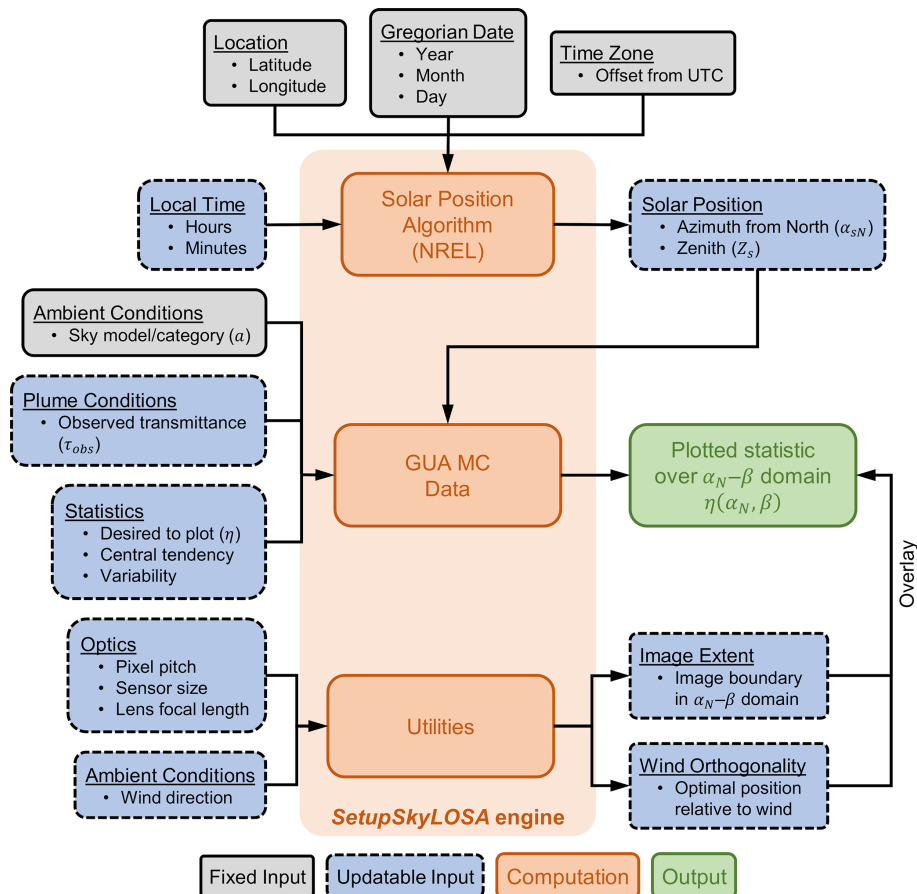 Location
• Latitude
• Longitude
Gregorian Date
• Year
• Month
• Day
Time Zone
• Offset from UTC
Local Time
• Hours
• Minutes
Solar Position
Algorithm
(NREL)
Solar Position
• Azimuth from North (α_sN)
• Zenith (Z_s)
Ambient Conditions
• Sky model/category (a)
Plume Conditions
• Observed transmittance
(τ_obs)
Statistics
• Desired to plot (η)
• Central tendency
• Variability
GUA MC
Data
Plotted statistic
over α_N–β domain
η(α_N, β)
Overlay
Optics
• Pixel pitch
• Sensor size
• Lens focal length
Ambient Conditions
• Wind direction
Utilities
Image Extent
• Image boundary
in α_N–β domain
Wind Orthogonality
• Optimal position
relative to wind
SetupSkyLOSA engine
Fixed Input
Updatable Input
Computation
Output